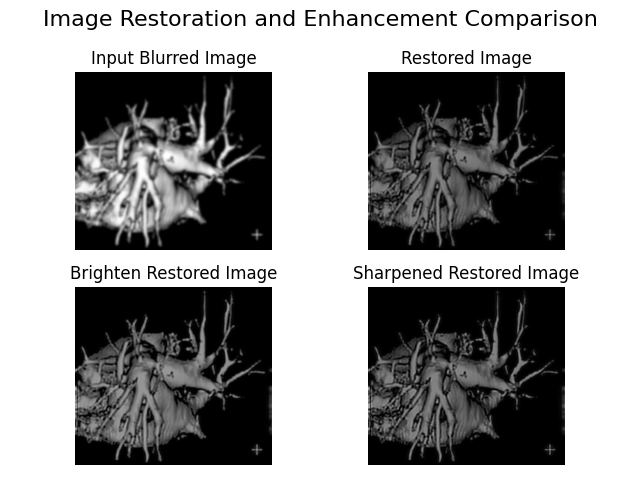 Image Restoration and Enhancement Comparison
Input Blurred Image
Restored Image
Brighten Restored Image
Sharpened Restored Image